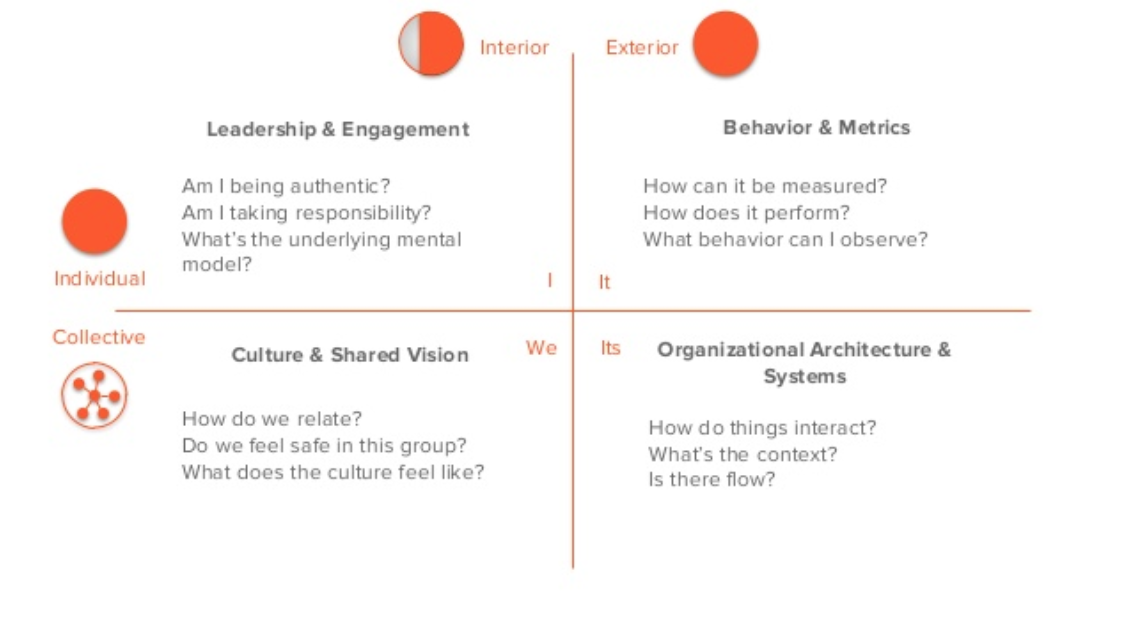 Interior
Exterior
Leadership & Engagement
Am I being authentic?
Am I taking responsibility?
What's the underlying mental
model?
Individual
I
Behavior & Metrics
How can it be measured?
How does it perform?
What behavior can I observe?
It
Collective
Culture & Shared Vision
We
How do we relate?
Do we feel safe in this group?
What does the culture feel like?
Its
Organizational Architecture &
Systems
How do things interact?
What's the context?
Is there flow?